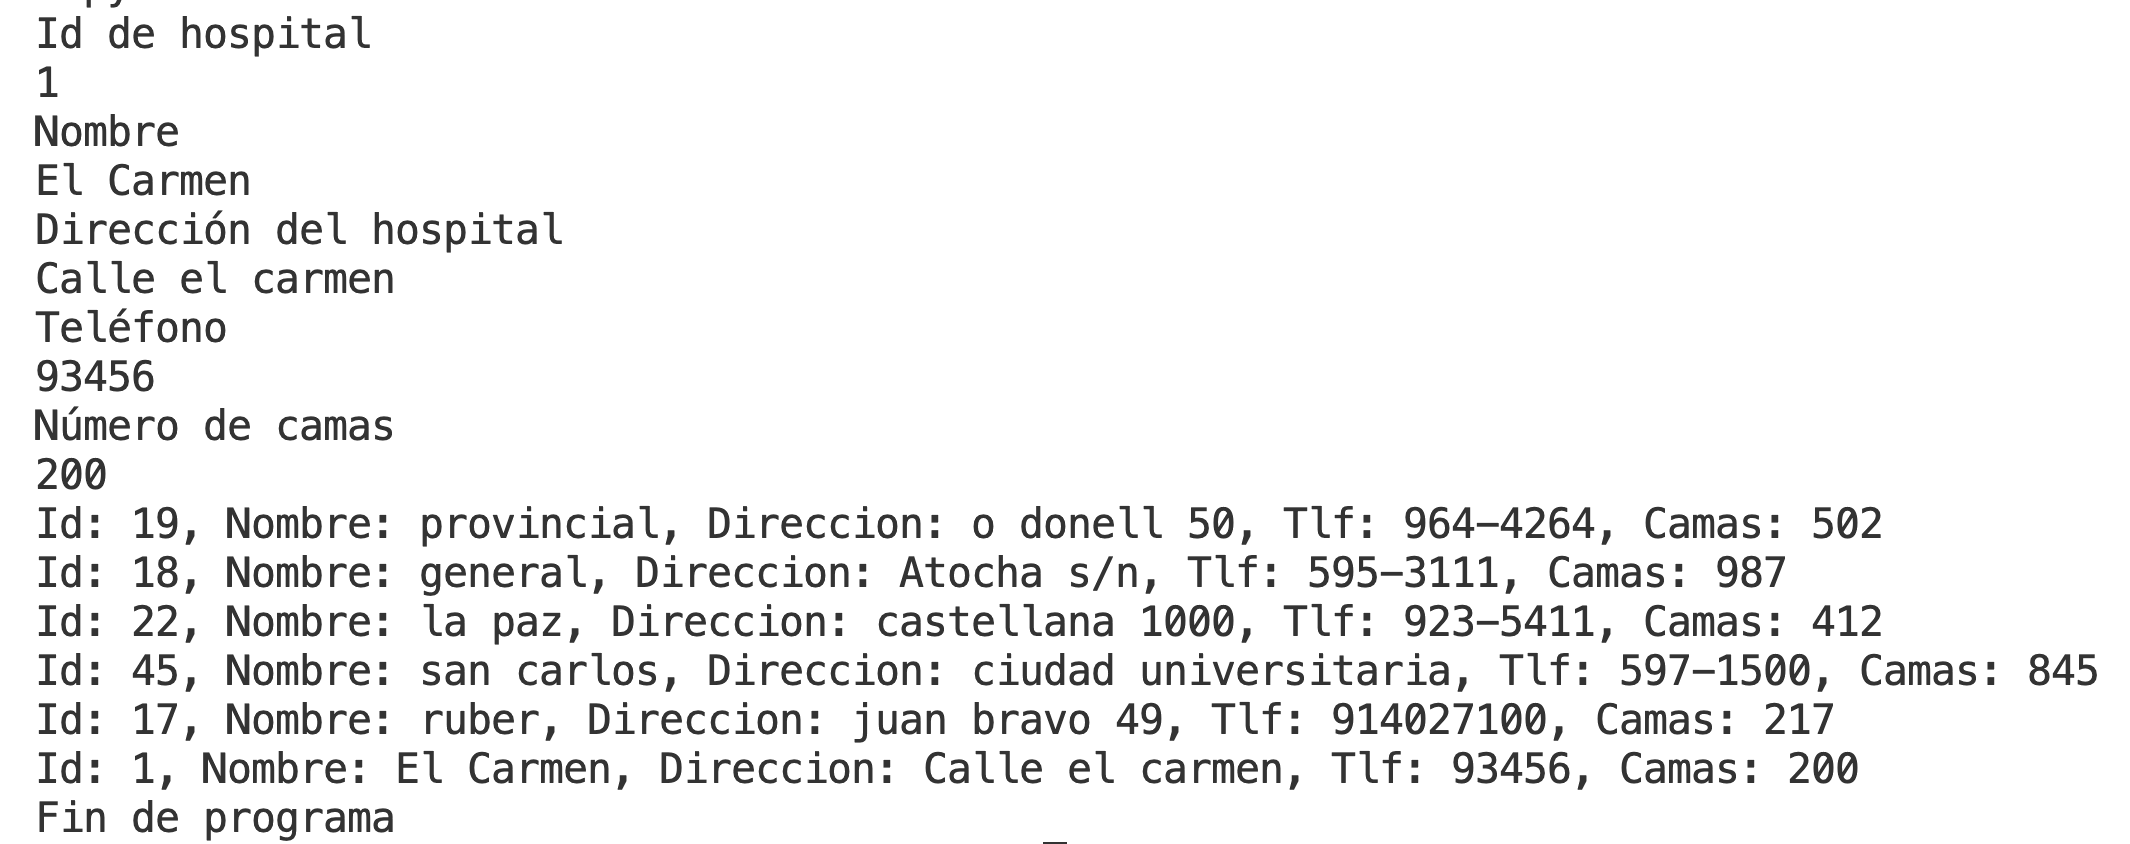 Id de hospital
1
Nombre
El Carmen
Dirección del hospital
Calle el carmen
Teléfono
93456
Número de camas
200
Id: 19, Nombre: provincial, Direccion: o donell 50, Tlf: 964-4264, Camas: 502
Id: 18, Nombre: general, Direccion: Atocha s/n, Tlf: 595-3111, Camas: 987
Id: 22, Nombre: la paz, Direccion: castellana 1000, Tlf: 923-5411, Camas: 412
Id: 45, Nombre: san carlos, Direccion: ciudad universitaria, Tlf: 597-1500, Camas: 845
Id: 17, Nombre: ruber, Direccion: juan bravo 49, Tlf: 914027100, Camas: 217
Id: 1, Nombre: El Carmen, Direccion: Calle el carmen, Tlf: 93456, Camas: 200
Fin de programa